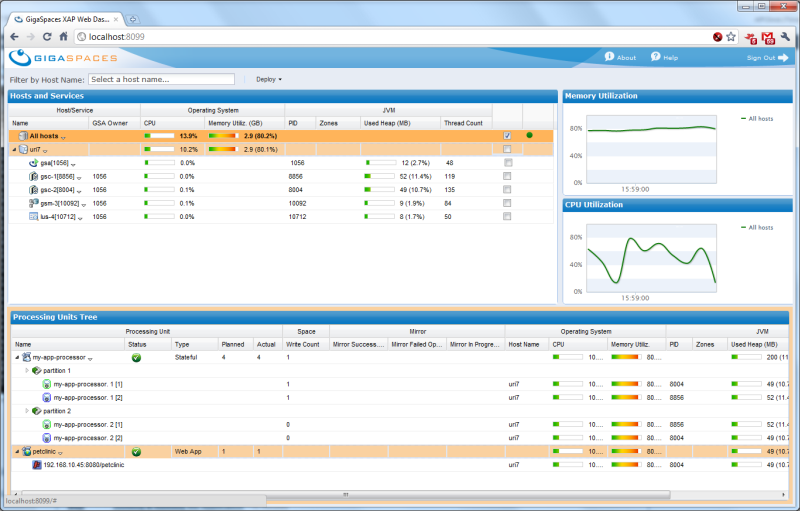 GigaSpaces XAP Web Das...
localhost:8099
GIGASPACES
About
Help
Sign Out
Filter by Host Name: Select a host name... Deploy
Hosts and Services
Host/Service Operating System JVM
Name GSA Owner CPU Memory Utiliz. (GB) PID Zones Used Heap (MB) Thread Count
All hosts 13.9% 2.9 (80.2%)
uri7 10.2% 2.9 (80.1%)
gsa[1056] 0.0% 1056 12 (2.7%) 48
gsc-1[8856] 1056 0.0% 8856 52 (11.4%) 119
gsc-2[8004] 1056 0.1% 8004 49 (10.7%) 135
gsm-3[10092] 1056 0.1% 10092 9 (1.9%) 84
lus-4[10712] 1056 0.0% 10712 8 (1.7%) 50
Memory Utilization
All hosts
80%
40%
0%
15:59:00
CPU Utilization
All hosts
80%
40%
0%
15:59:00
Processing Units Tree
Processing Unit Space Mirror Operating System JVM
Name Status Type Planned Actual Write Count Mirror Success.... Mirror Failed Op... Mirror In Progre... Host Name CPU Memory Utiliz. PID Zones Used Heap (MB)
my-app-processor Stateful 4 4 1 10.... 80.... 200 (11
partition 1
my-app-processor. 1 [1] 1 uri7 10.... 80.... 8004 49 (10.7
my-app-processor. 1 [2] 1 uri7 10.... 80.... 8856 52 (11.4
partition 2
my-app-processor. 2 [1] 0 uri7 10.... 80.... 8856 52 (11.4
my-app-processor. 2 [2] 0 uri7 10.... 80.... 8004 49 (10.7
petclinic Web App 1 1 10.... 80.... 49 (10.7
192.168.10.45:8080/petclinic uri7 10.... 80.... 8004 49 (10.7
localhost:8099/#